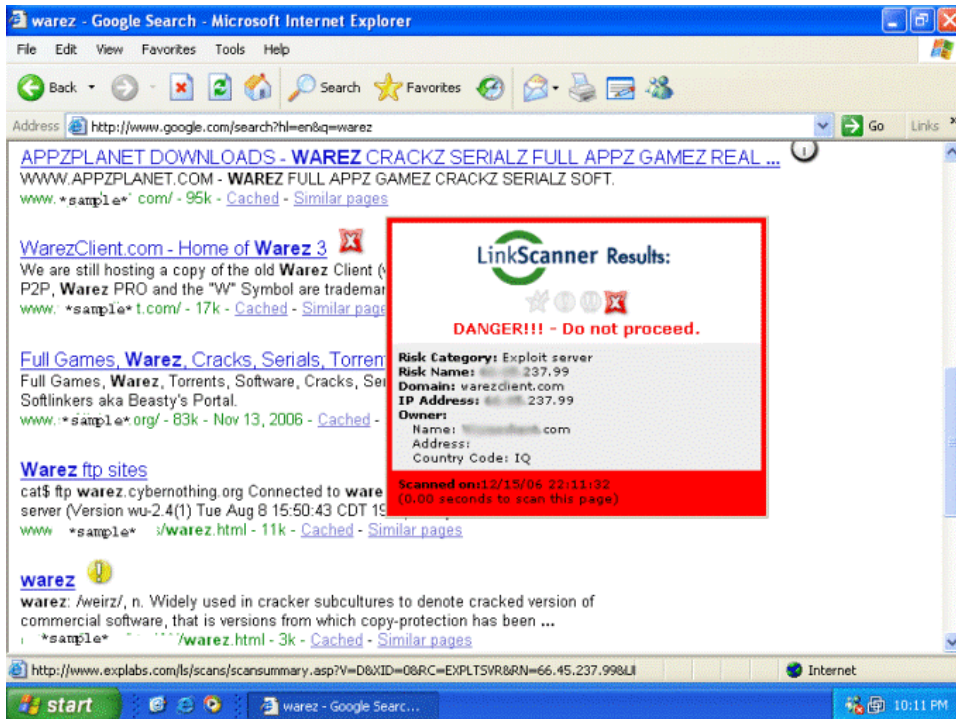 warez - Google Search - Microsoft Internet Explorer
File Edit View Favorites Tools Help
Back Search Favorites
Address http://www.google.com/search?hl=en&q=warez Go Links
APPZPLANET DOWNLOADS - WAREZ CRACKZ SERIALZ FULL APPZ GAMEZ REAL ...
WWW.APPZPLANET.COM - WAREZ FULL APPZ GAMEZ CRACKZ SERIALZ SOFT.
www. *sample* com/ - 95k - Cached - Similar pages
WarezClient.com - Home of Warez 3
We are still hosting a copy of the old Warez Client (
P2P, Warez PRO and the "W" Symbol are
www. *sample* t.com/ - 17k - Cached - Similar
Full Games, Warez, Cracks, Serials,
Full Games, Warez, Torrents, Software, Cracks,
Softlinkers aka Beasty's Portal.
www. *sample* org/ - 83k - Nov 13, 2006 - Cached -
Warez ftp sites
cat$ ftp warez.cybernothing.org Connected to
server (Version wu-2.4(1) Tue Aug 8 15:50:43 CDT
www *sample* s/warez.html - 11k - Cached - Similar pages
warez
warez: /weirz/, n. Widely used in cracker subcultures to denote cracked version of
commercial software, that is versions from which copy-protection has been ...
*sample* /warez.html - 3k - Cached - Similar pages
LinkScanner Results:
DANGER!!! - Do not proceed.
Risk Category: Exploit server
Risk Name: .237.99
Domain: warezclient.com
IP Address: .237.99
Owner:
Name: .com
Address:
Country Code: IQ
Scanned on:12/15/06 22:11:32
(0.00 seconds to scan this page)
http://www.explabs.com/ls/scans/scansummary.asp?V=D&XID=0&RC=EXPLTSVR&RN=66.45.237.99&U Internet
start warez - Google Searc... 10:11 PM